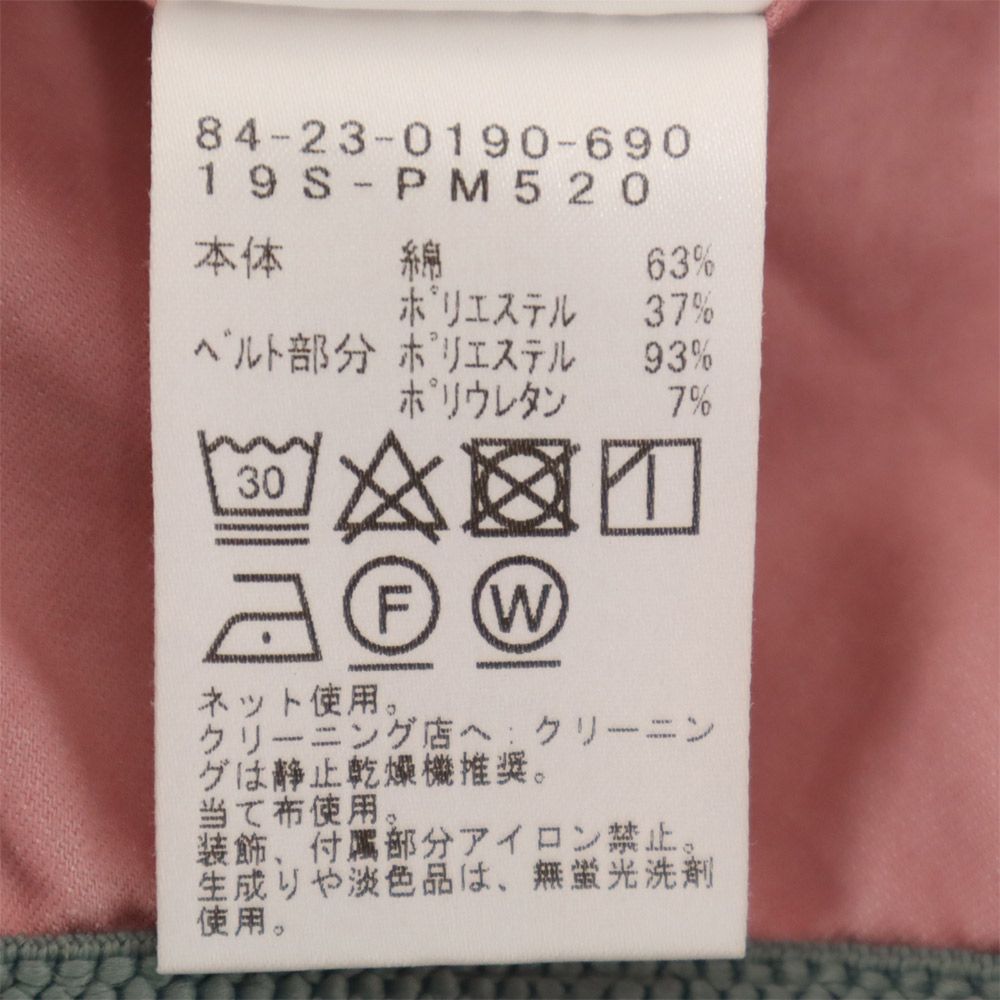 84-23-0190-690
19S-PM520
本体 綿 63%
ポリエステル 37%
ベルト部分 ポリエステル 93%
ポリウレタン 7%
30
F W
ネット使用。
クリーニング店へ:クリーニン
グは静止乾燥機推奨。
当て布使用。
装飾、付属部分アイロン禁止。
生成りや淡色品は、無蛍光洗剤
使用。